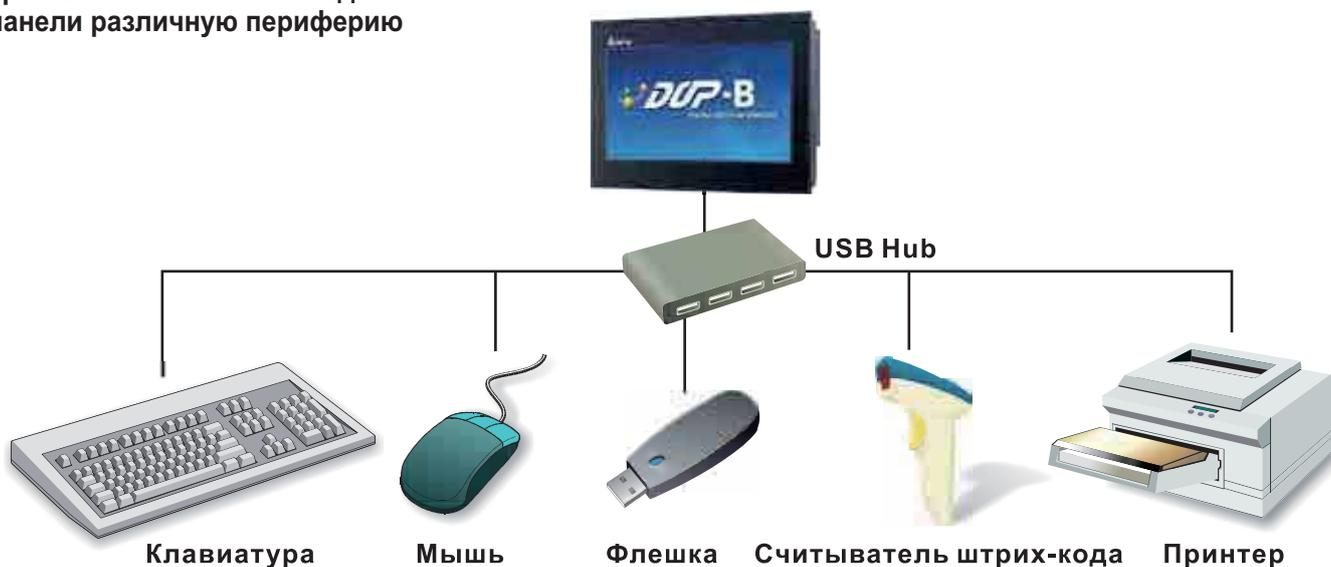 панели различную периферию
DOP-B
USB Hub
Клавиатура
Мышь
Флешка
Считыватель штрих-кода
Принтер